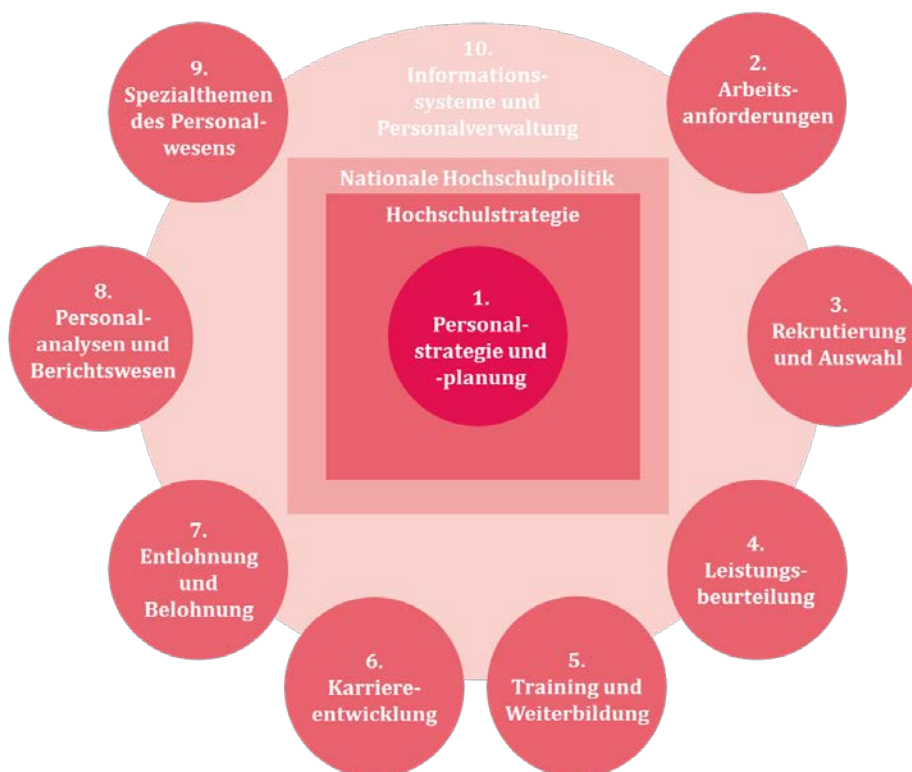 10.
Informations-
systeme und
Personalverwaltung
Nationale Hochschulpolitik
Hochschulstrategie
1.
Personal-
strategie und
-planung
2.
Arbeits-
anforderungen
3.
Rekrutierung
und Auswahl
4.
Leistungs-
beurteilung
5.
Training und
Weiterbildung
6.
Karriere-
entwicklung
7.
Entlohnung
und
Belohnung
8.
Personal-
analysen und
Berichtswesen
9.
Spezialthemen
des Personal-
wesens